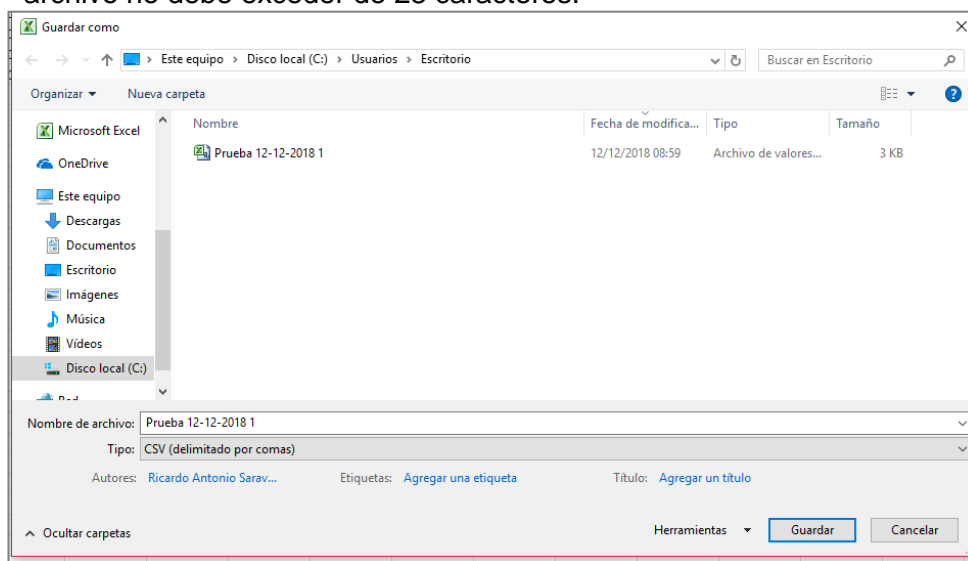 Guardar como
Este equipo > Disco local (C:) > Usuarios > Escritorio
Buscar en Escritorio
Organizar
Nueva carpeta
Nombre
Fecha de modifica...
Tipo
Tamaño
Prueba 12-12-2018 1
12/12/2018 08:59
Archivo de valores...
3 KB
Microsoft Excel
OneDrive
Este equipo
Descargas
Documentos
Escritorio
Imágenes
Música
Vídeos
Disco local (C:)
Nombre de archivo: Prueba 12-12-2018 1
Tipo: CSV (delimitado por comas)
Autores: Ricardo Antonio Sarav...
Etiquetas: Agregar una etiqueta
Título: Agregar un título
Ocultar carpetas
Herramientas
Guardar
Cancelar